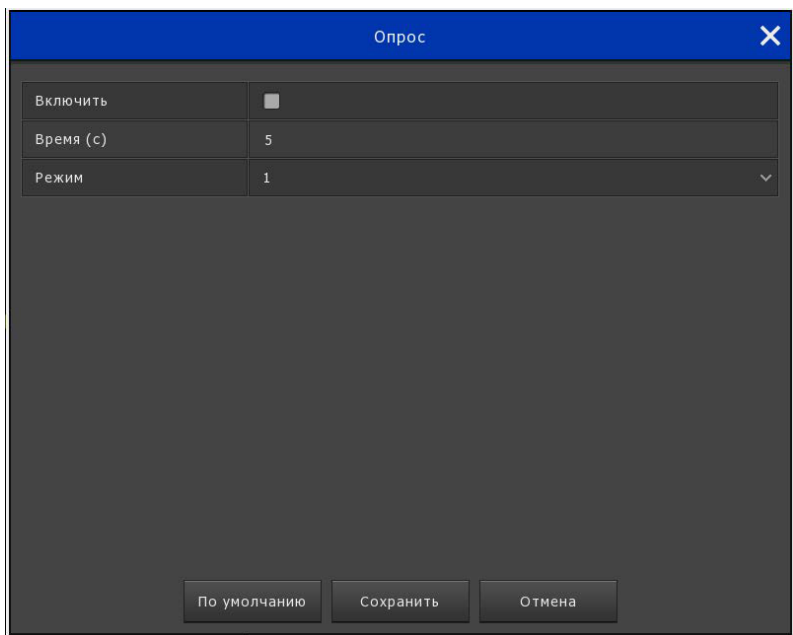 Опрос
Включить
Время (с) 5
Режим 1
По умолчанию Сохранить Отмена